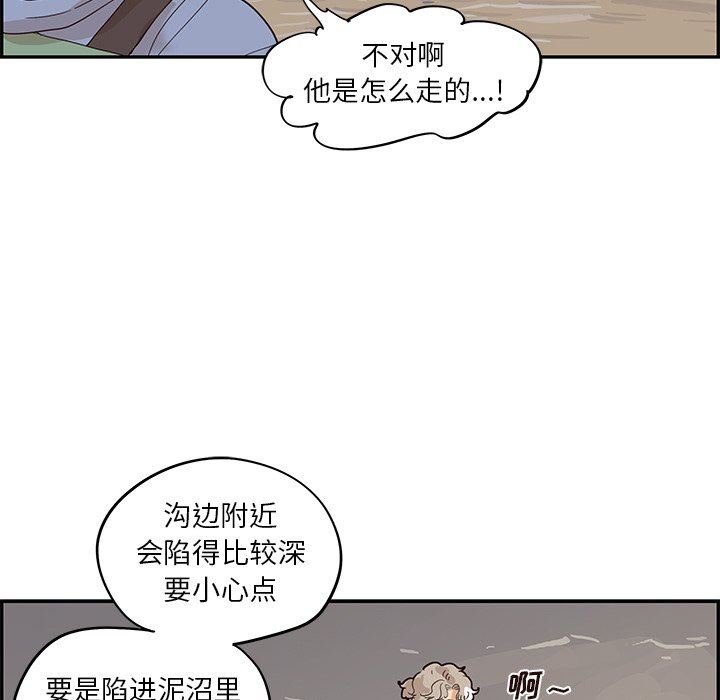 不对啊
他是怎么走的...!
沟边附近
会陷得比较深
要小心点
要是陷进泥沼里
啊~